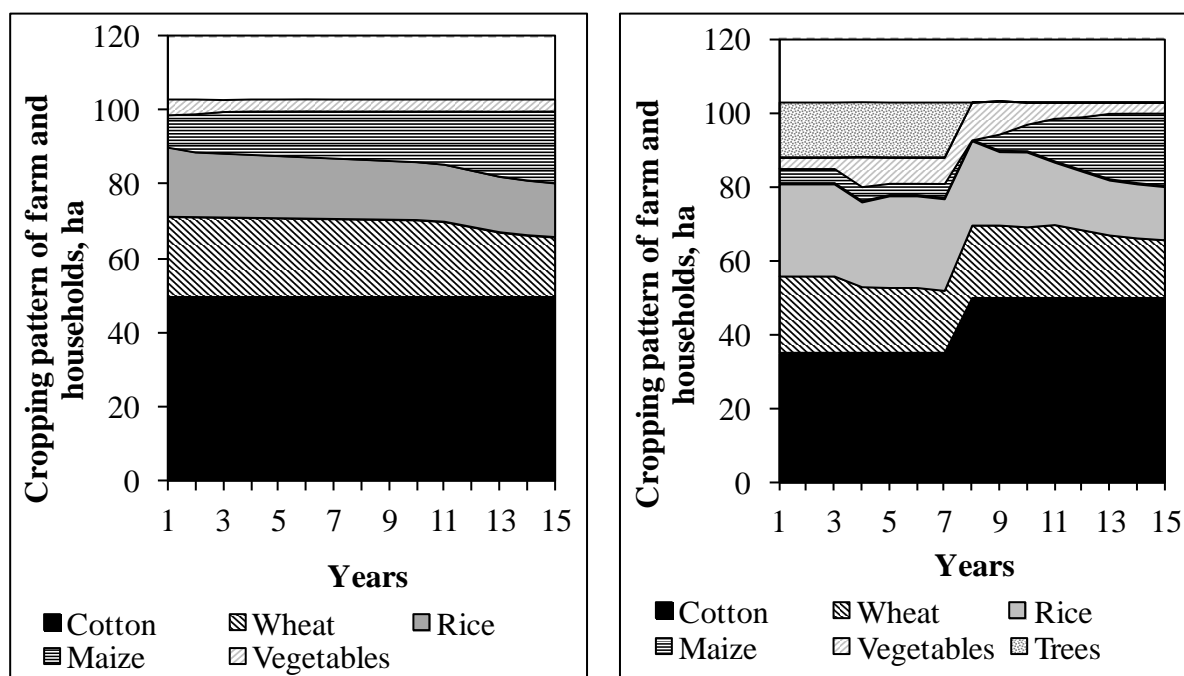 Cropping pattern of farm and
households, ha
120
100
80
60
40
20
0
1 3 5 7 9 11 13 15
Years
Cotton Wheat Rice
Maize Vegetables
Cropping pattern of farm and
households, ha
120
100
80
60
40
20
0
1 3 5 7 9 11 13 15
Years
Cotton Wheat Rice
Maize Vegetables Trees